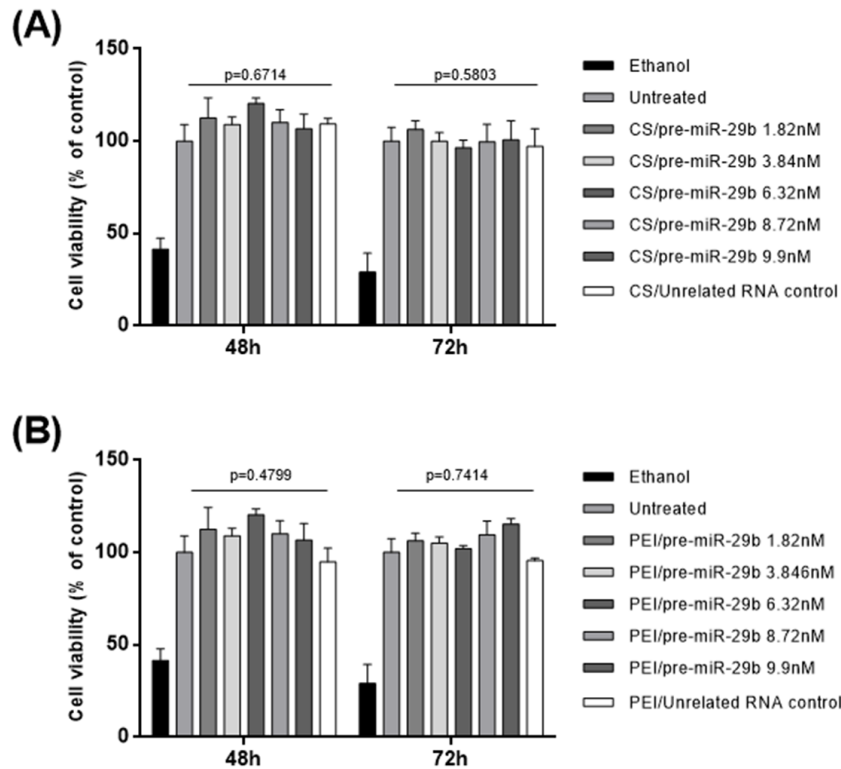 (A)
Cell viability (% of control)
150
100
50
0
p=0.6714
p=0.5803
48h
72h
Ethanol
Untreated
CS/pre-miR-29b 1.82nM
CS/pre-miR-29b 3.84nM
CS/pre-miR-29b 6.32nM
CS/pre-miR-29b 8.72nM
CS/pre-miR-29b 9.9nM
CS/Unrelated RNA control
(B)
Cell viability (% of control)
150
100
50
0
p=0.4799
p=0.7414
48h
72h
Ethanol
Untreated
PEI/pre-miR-29b 1.82nM
PEI/pre-miR-29b 3.846nM
PEI/pre-miR-29b 6.32nM
PEI/pre-miR-29b 8.72nM
PEI/pre-miR-29b 9.9nM
PEI/Unrelated RNA control